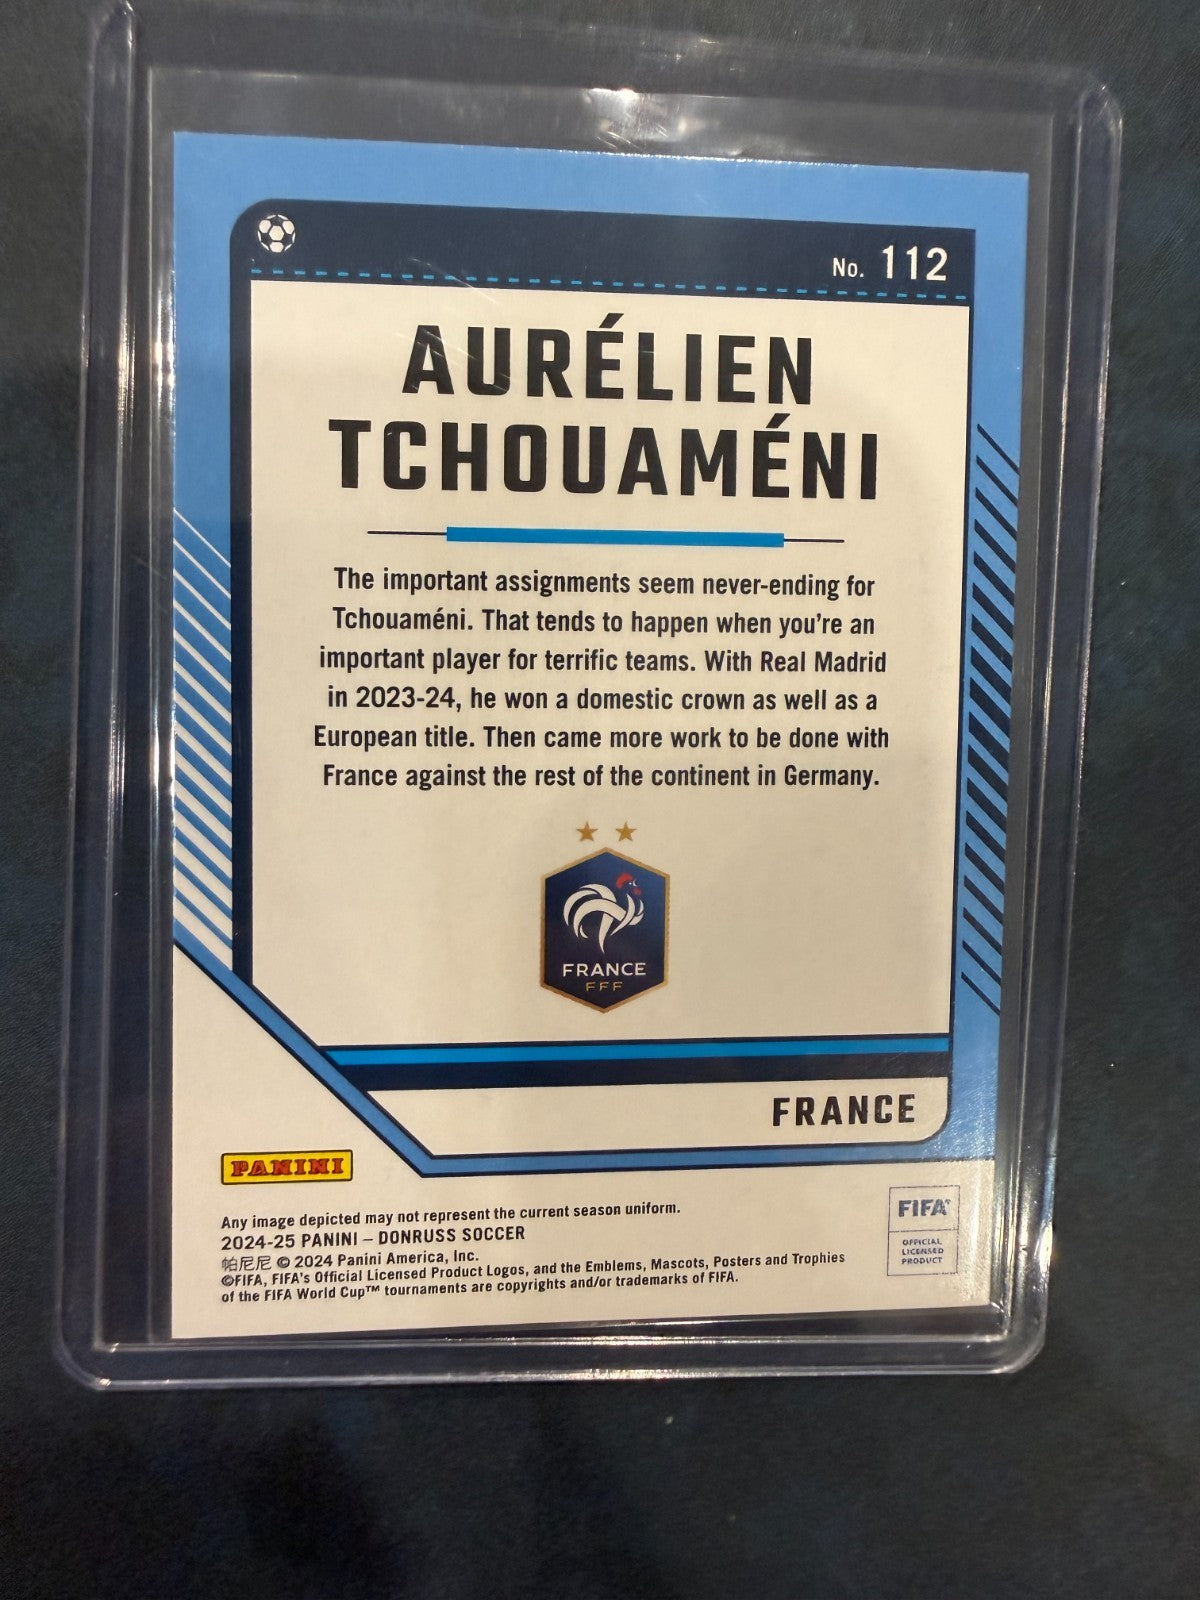 No. 112
AURÉLIEN
TCHOUAMÉNI
The important assignments seem never-ending for
Tchouaméni. That tends to happen when you're an
important player for terrific teams. With Real Madrid
in 2023-24, he won a domestic crown as well as a
European title. Then came more work to be done with
France against the rest of the continent in Germany.
FRANCE
FFF
FRANCE
PANINI
Any image depicted may not represent the current season uniform.
2024-25 PANINI – DONRUSS SOCCER
帕尼尼 © 2024 Panini America, Inc.
©FIFA, FIFA's Official Licensed Product Logos, and the Emblems, Mascots, Posters and Trophies
of the FIFA World Cup™ tournaments are copyrights and/or trademarks of FIFA.
FIFA
OFFICIAL
LICENSED
PRODUCT